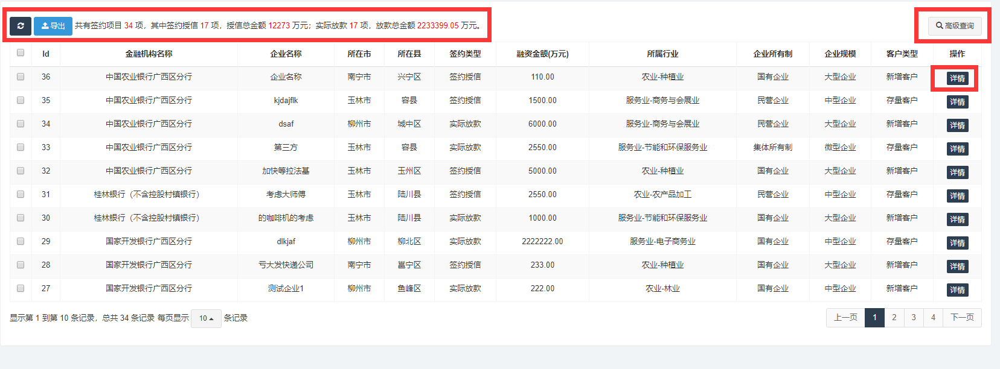 导出 共有签约项目 34 项，其中签约授信 17 项，授信总金额 12273 万元；实际放款 17 项，放款总金额 2233399.05 万元。 高级查询
Id 金融机构名称 企业名称 所在市 所在县 签约类型 融资金额(万元) 所属行业 企业所有制 企业规模 客户类型 操作
36 中国农业银行广西区分行 企业名称 南宁市 兴宁区 签约授信 110.00 农业-种植业 国有企业 大型企业 新增客户 详情
35 中国农业银行广西区分行 kjdajflk 玉林市 容县 签约授信 1500.00 服务业-商务与会展业 民营企业 中型企业 存量客户 详情
34 中国农业银行广西区分行 dsaf 柳州市 城中区 实际放款 6000.00 服务业-商务与会展业 民营企业 大型企业 新增客户 详情
33 中国农业银行广西区分行 第三方 玉林市 容县 实际放款 2550.00 服务业-节能和环保服务业 集体所有制 微型企业 存量客户 详情
32 中国农业银行广西区分行 加快等拉法基 玉林市 玉州区 签约授信 5000.00 农业-种植业 国有企业 大型企业 新增客户 详情
31 桂林银行（不含控股村镇银行） 考虑大师傅 玉林市 陆川县 签约授信 2550.00 农业-农产品加工 民营企业 中型企业 存量客户 详情
30 桂林银行（不含控股村镇银行） 的咖啡机的考虑 玉林市 陆川县 实际放款 1000.00 服务业-节能和环保服务业 国有企业 大型企业 新增客户 详情
29 国家开发银行广西区分行 dlkjaf 柳州市 柳北区 实际放款 2222222.00 服务业-电子商务业 国有企业 中型企业 存量客户 详情
28 国家开发银行广西区分行 亏大发快递公司 南宁市 邕宁区 签约授信 233.00 农业-种植业 国有企业 大型企业 新增客户 详情
27 国家开发银行广西区分行 测试企业1 柳州市 鱼峰区 实际放款 222.00 农业-林业 国有企业 中型企业 新增客户 详情
显示第 1 到第 10 条记录，总共 34 条记录 每页显示 10 条记录 上一页 1 2 3 4 下一页